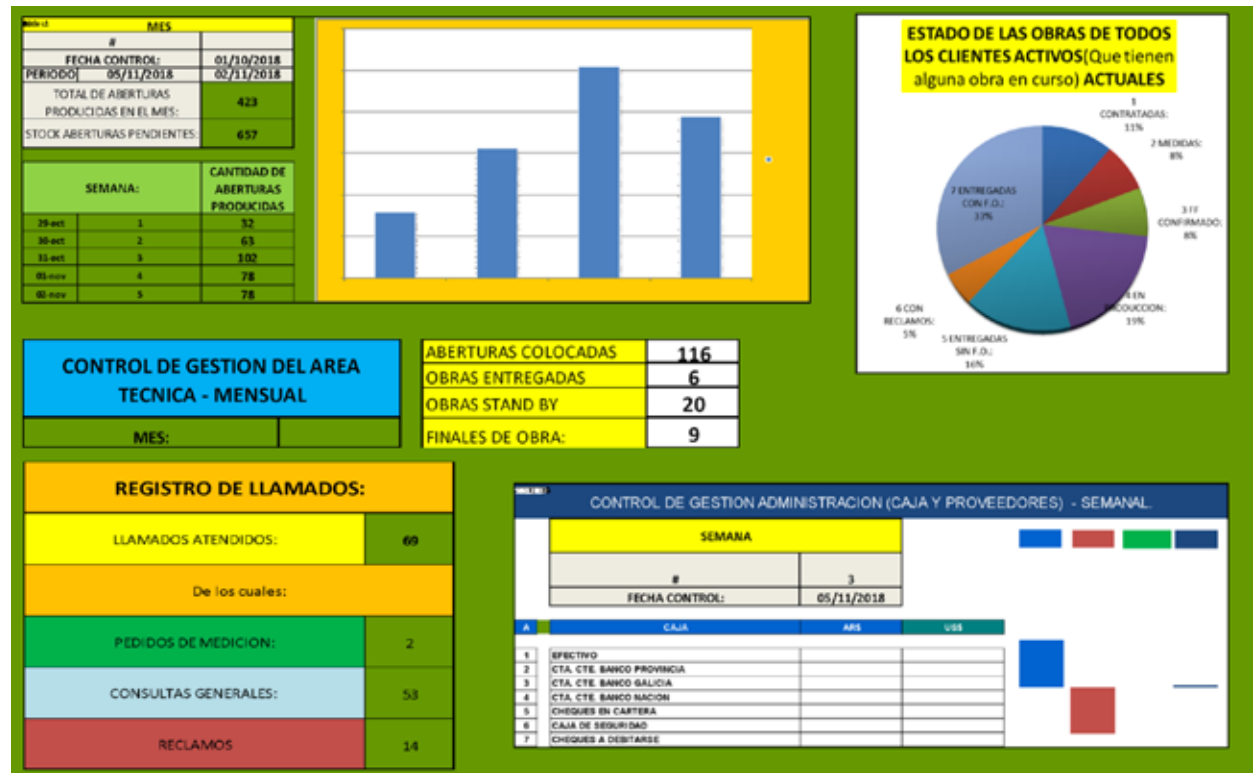 MES
#
FECHA CONTROL: 01/10/2018
PERIODO 05/11/2018 02/11/2018
TOTAL DE ABERTURAS
PRODUCIDAS EN EL MES: 423
STOCK ABERTURAS PENDIENTES: 657
SEMANA: CANTIDAD DE
ABERTURAS
PRODUCIDAS
29-oct 1 32
30-oct 2 63
31-oct 3 102
01-nov 4 78
02-nov 5 78
ESTADO DE LAS OBRAS DE TODOS
LOS CLIENTES ACTIVOS(Que tienen
alguna obra en curso) ACTUALES
1
CONTRATADAS:
11%
2 MEDIDAS:
8%
3 FF
CONFIRMADO:
8%
4 EN
PRODUCCION:
19%
5 ENTREGADAS
SIN F.O.:
16%
6 CON
RECLAMOS:
5%
7 ENTREGADAS
CON F.O.:
33%
CONTROL DE GESTION DEL AREA
TECNICA - MENSUAL
MES:
ABERTURAS COLOCADAS 116
OBRAS ENTREGADAS 6
OBRAS STAND BY 20
FINALES DE OBRA: 9
REGISTRO DE LLAMADOS:
LLAMADOS ATENDIDOS: 69
De los cuales:
PEDIDOS DE MEDICION: 2
CONSULTAS GENERALES: 53
RECLAMOS 14
CONTROL DE GESTION ADMINISTRACION (CAJA Y PROVEEDORES) - SEMANAL.
SEMANA
# 3
FECHA CONTROL: 05/11/2018
A CAJA ARS U$S
1 EFECTIVO
2 CTA. CTE. BANCO PROVINCIA
3 CTA. CTE. BANCO GALICIA
4 CTA. CTE. BANCO NACION
5 CHEQUES EN CARTERA
6 CAJA DE SEGURIDAD
7 CHEQUES A DEBITARSE